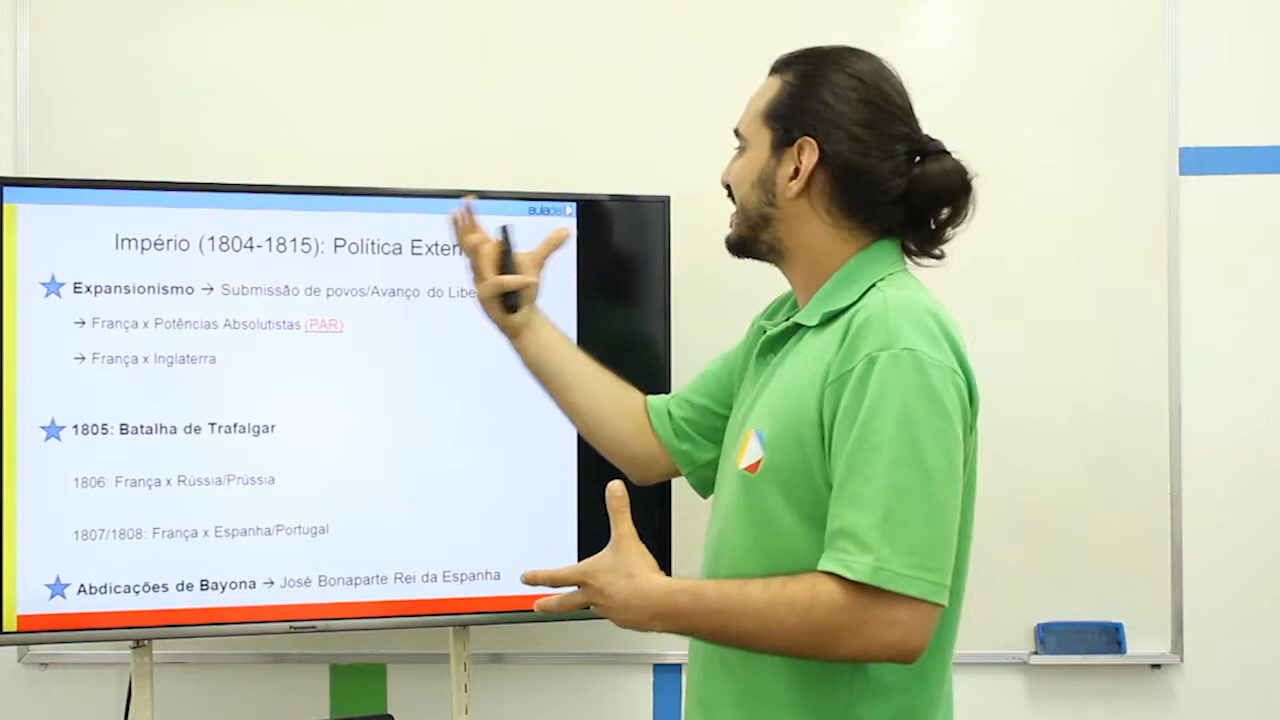 auladeD
Império (1804-1815): Política Exter
Expansionismo → Submissão de povos/Avanço do Libe
→ França x Potências Absolutistas (PAR)
→ França x Inglaterra
1805: Batalha de Trafalgar
1806: França x Rússia/Prússia
1807/1808: França x Espanha/Portugal
Abdicações de Bayona → José Bonaparte Rei da Espanha
Panasonic